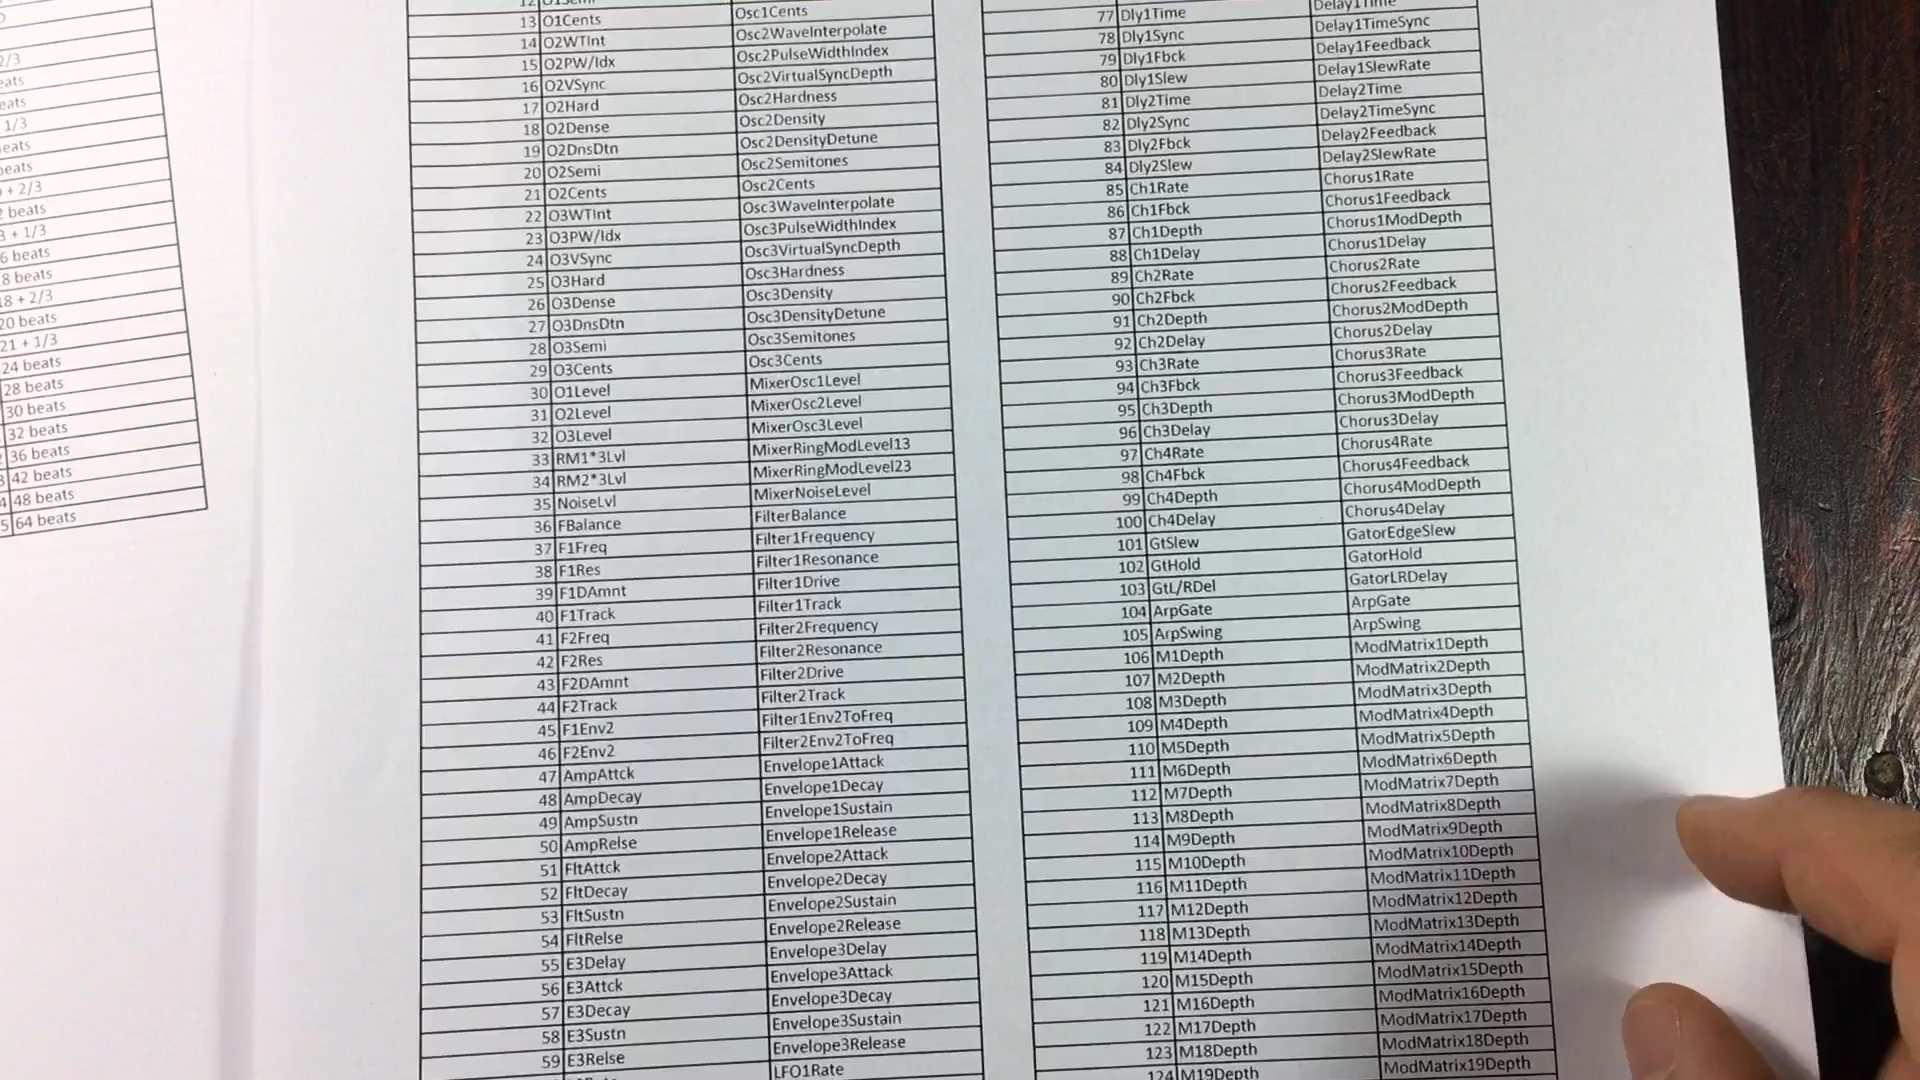 2/3
eats
eats
1/3
eats
beats
+ 2/3
beats
+ 1/3
6 beats
8 beats
18 + 2/3
20 beats
21 + 1/3
24 beats
28 beats
30 beats
32 beats
36 beats
42 beats
48 beats
64 beats
12 O1Semi
13 O1Cents Osc1Cents
14 O2WTInt Osc2WaveInterpolate
15 O2PW/Idx Osc2PulseWidthIndex
16 O2VSync Osc2VirtualSyncDepth
17 O2Hard Osc2Hardness
18 O2Dense Osc2Density
19 O2DnsDtn Osc2DensityDetune
20 O2Semi Osc2Semitones
21 O2Cents Osc2Cents
22 O3WTInt Osc3WaveInterpolate
23 O3PW/Idx Osc3PulseWidthIndex
24 O3VSync Osc3VirtualSyncDepth
25 O3Hard Osc3Hardness
26 O3Dense Osc3Density
27 O3DnsDtn Osc3DensityDetune
28 O3Semi Osc3Semitones
29 O3Cents Osc3Cents
30 O1Level MixerOsc1Level
31 O2Level MixerOsc2Level
32 O3Level MixerOsc3Level
33 RM1*3Lvl MixerRingModLevel13
34 RM2*3Lvl MixerRingModLevel23
35 NoiseLvl MixerNoiseLevel
36 FBalance FilterBalance
37 F1Freq Filter1Frequency
38 F1Res Filter1Resonance
39 F1DAmnt Filter1Drive
40 F1Track Filter1Track
41 F2Freq Filter2Frequency
42 F2Res Filter2Resonance
43 F2DAmnt Filter2Drive
44 F2Track Filter2Track
45 F1Env2 Filter1Env2ToFreq
46 F2Env2 Filter2Env2ToFreq
47 AmpAttck Envelope1Attack
48 AmpDecay Envelope1Decay
49 AmpSustn Envelope1Sustain
50 AmpRelse Envelope1Release
51 FltAttck Envelope2Attack
52 FltDecay Envelope2Decay
53 FltSustn Envelope2Sustain
54 FltRelse Envelope2Release
55 E3Delay Envelope3Delay
56 E3Attck Envelope3Attack
57 E3Decay Envelope3Decay
58 E3Sustn Envelope3Sustain
59 E3Relse Envelope3Release
LFO1Rate
77 Dly1Time Delay1Time
78 Dly1Sync Delay1TimeSync
79 Dly1Fbck Delay1Feedback
80 Dly1Slew Delay1SlewRate
81 Dly2Time Delay2Time
82 Dly2Sync Delay2TimeSync
83 Dly2Fbck Delay2Feedback
84 Dly2Slew Delay2SlewRate
85 Ch1Rate Chorus1Rate
86 Ch1Fbck Chorus1Feedback
87 Ch1Depth Chorus1ModDepth
88 Ch1Delay Chorus1Delay
89 Ch2Rate Chorus2Rate
90 Ch2Fbck Chorus2Feedback
91 Ch2Depth Chorus2ModDepth
92 Ch2Delay Chorus2Delay
93 Ch3Rate Chorus3Rate
94 Ch3Fbck Chorus3Feedback
95 Ch3Depth Chorus3ModDepth
96 Ch3Delay Chorus3Delay
97 Ch4Rate Chorus4Rate
98 Ch4Fbck Chorus4Feedback
99 Ch4Depth Chorus4ModDepth
100 Ch4Delay Chorus4Delay
101 GtSlew GatorEdgeSlew
102 GtHold GatorHold
103 GtL/RDel GatorLRDelay
104 ArpGate ArpGate
105 ArpSwing ArpSwing
106 M1Depth ModMatrix1Depth
107 M2Depth ModMatrix2Depth
108 M3Depth ModMatrix3Depth
109 M4Depth ModMatrix4Depth
110 M5Depth ModMatrix5Depth
111 M6Depth ModMatrix6Depth
112 M7Depth ModMatrix7Depth
113 M8Depth ModMatrix8Depth
114 M9Depth ModMatrix9Depth
115 M10Depth ModMatrix10Depth
116 M11Depth ModMatrix11Depth
117 M12Depth ModMatrix12Depth
118 M13Depth ModMatrix13Depth
119 M14Depth ModMatrix14Depth
120 M15Depth ModMatrix15Depth
121 M16Depth ModMatrix16Depth
122 M17Depth ModMatrix17Depth
123 M18Depth ModMatrix18Depth
124 M19Depth ModMatrix19Depth